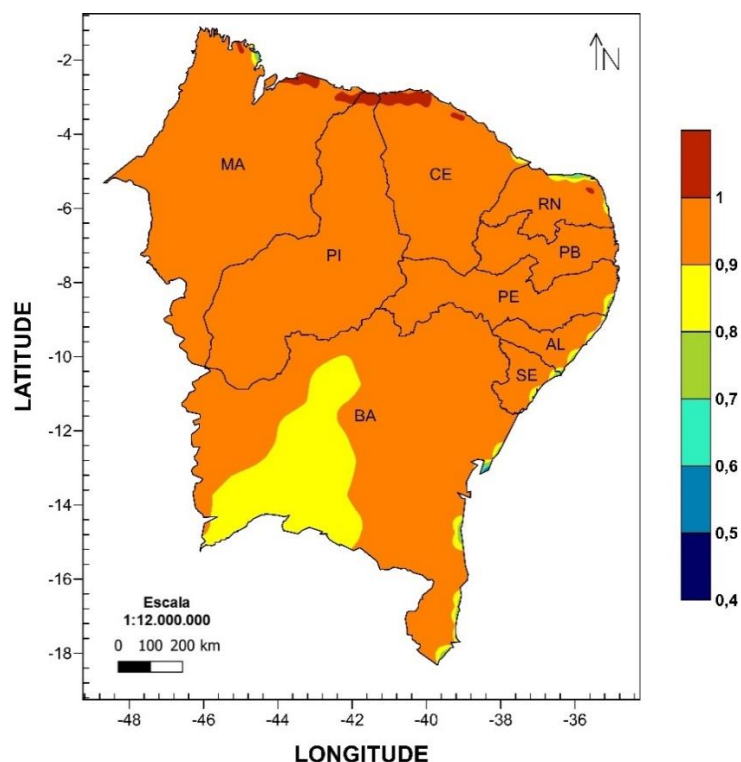 N
-2
-4
-6
-8
-10
-12
-14
-16
-18
LATITUDE
MA
CE
RN
PI
PB
PE
AL
SE
BA
1
0,9
0,8
0,7
0,6
0,5
0,4
Escala
1:12.000.000
0 100 200 km
-48 -46 -44 -42 -40 -38 -36
LONGITUDE